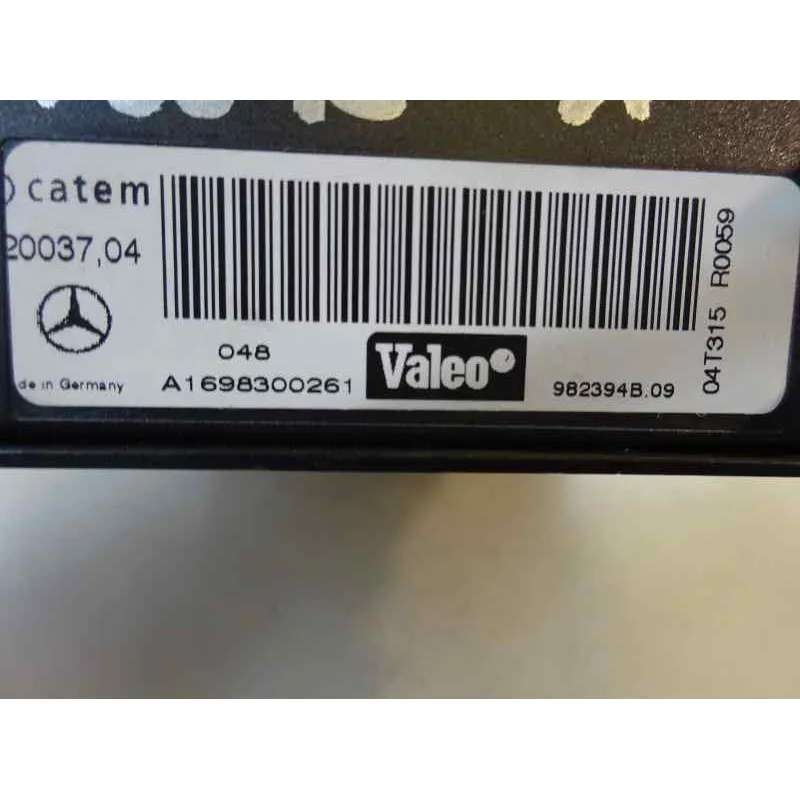 catem
20037,04
048
de in Germany
A1698300261
Valeo
982394B.09
04T315 R0059